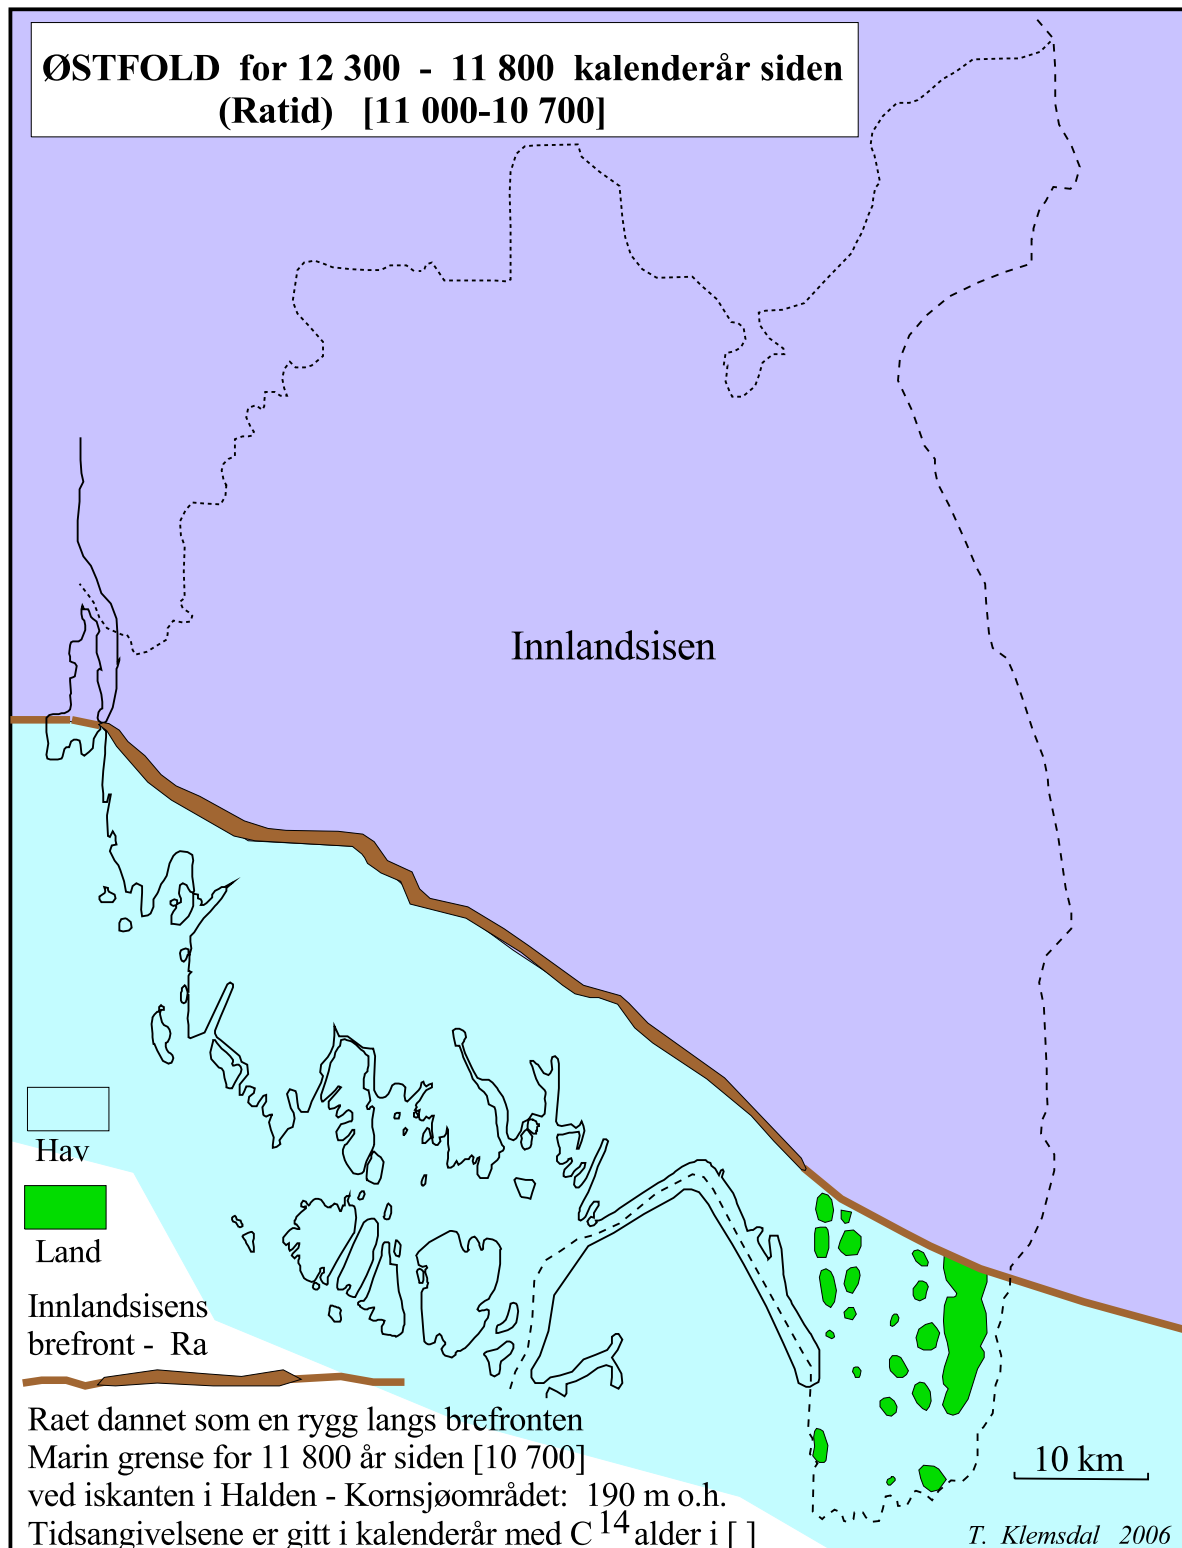 ØSTFOLD for 12 300 - 11 800 kalenderår siden
(Ratid) [11 000-10 700]
Innlandsisen
Hav
Land
Innlandsisens
brefront - Ra
Raet dannet som en rygg langs brefronten
Marin grense for 11 800 år siden [10 700]
ved iskanten i Halden - Kornsjøområdet: 190 m o.h.
Tidsangivelsene er gitt i kalenderår med C 14 alder i [ ]
10 km
T. Klemsdal 2006